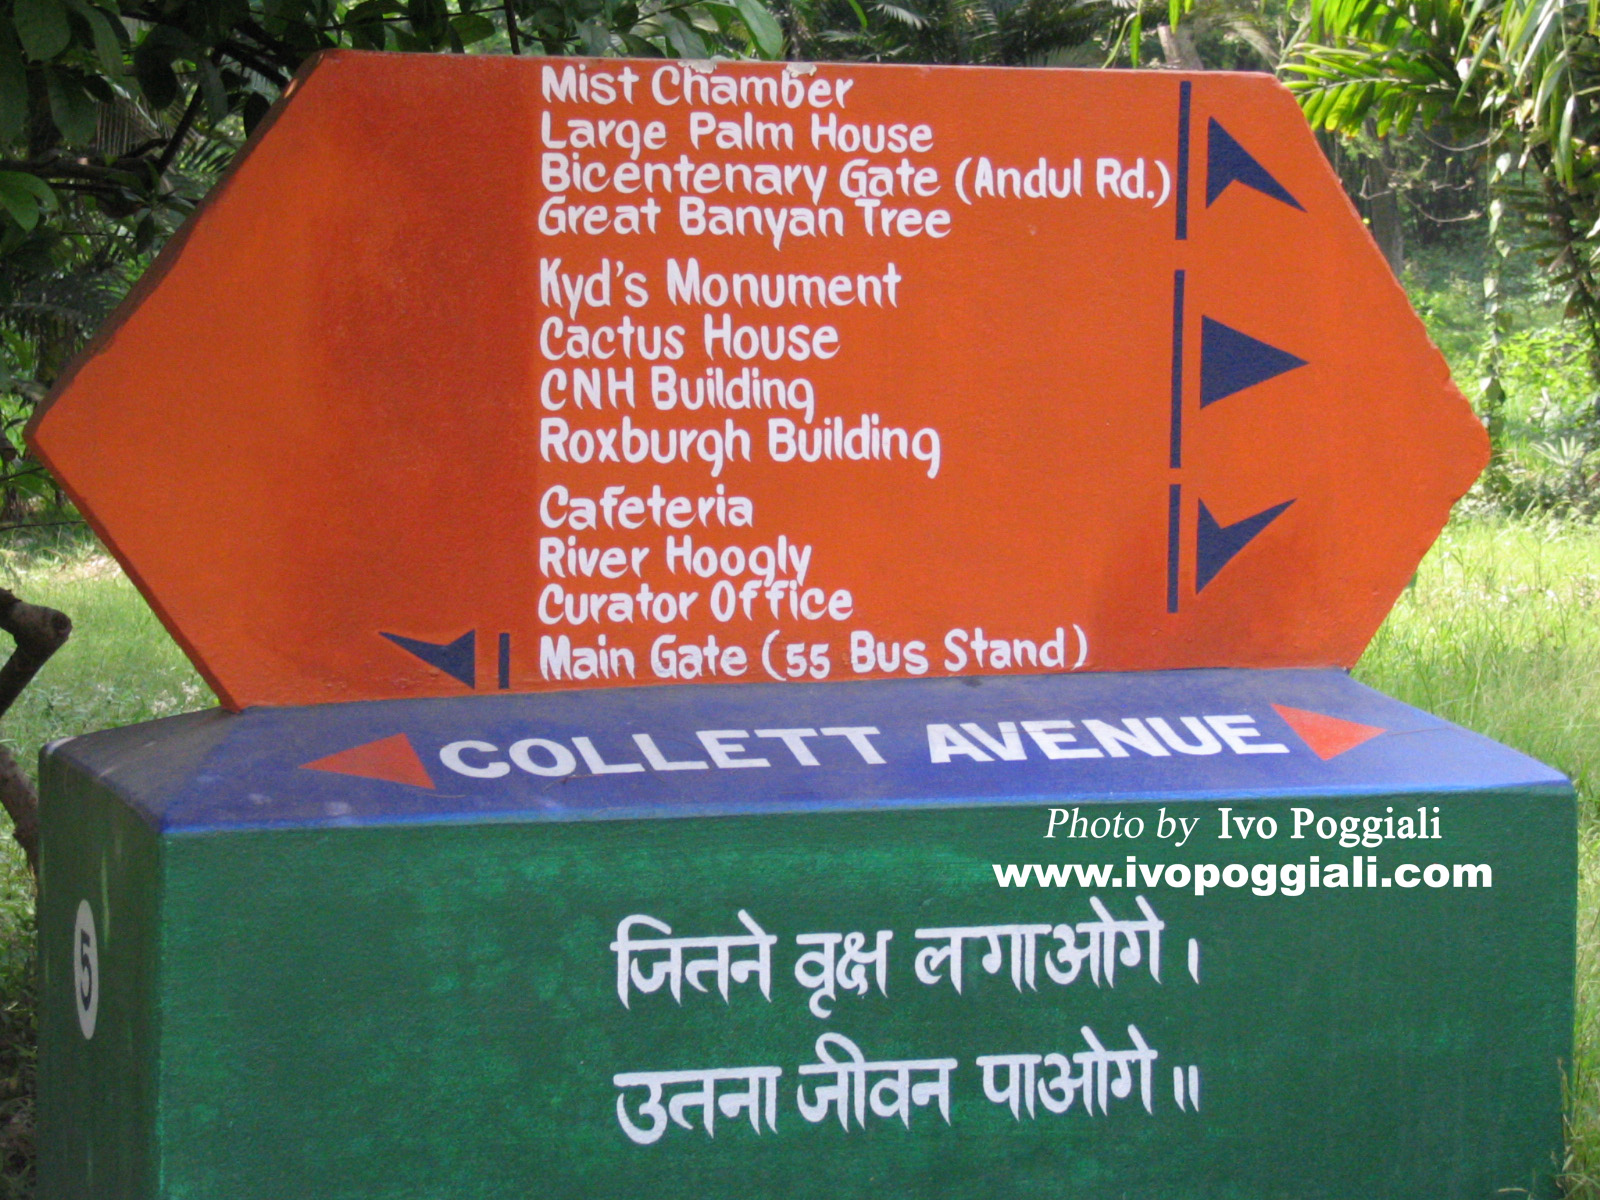 Mist Chamber
Large Palm House
Bicentenary Gate (Andul Rd.)
Great Banyan Tree
Kyd's Monument
Cactus House
CNH Building
Roxburgh Building
Cafeteria
River Hoogly
Curator Office
Main Gate (55 Bus Stand)
COLLETT AVENUE
Photo by Ivo Poggiali
www.ivopoggiali.com
5
जितने वृक्ष लगाओगे ।
उतना जीवन पाओगे ॥